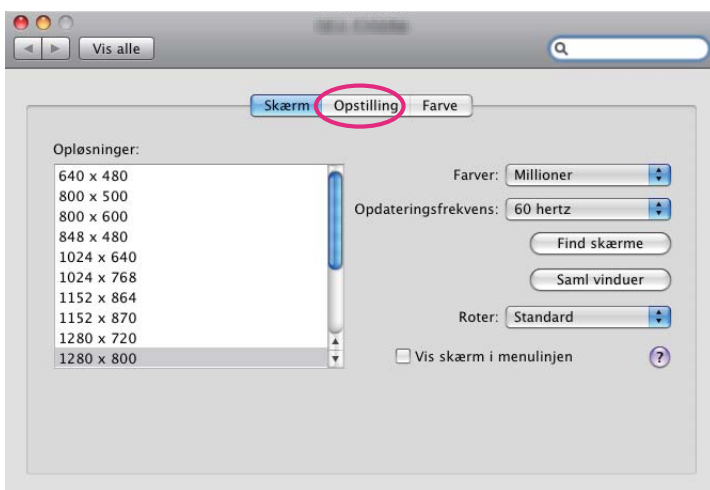 Vis alle
Skærm Opstilling Farve
Opløsninger:
640 x 480
800 x 500
800 x 600
848 x 480
1024 x 640
1024 x 768
1152 x 864
1152 x 870
1280 x 720
1280 x 800
Farver: Millioner
Opdateringsfrekvens: 60 hertz
Find skærme
Saml vinduer
Roter: Standard
Vis skærm i menulinjen ?